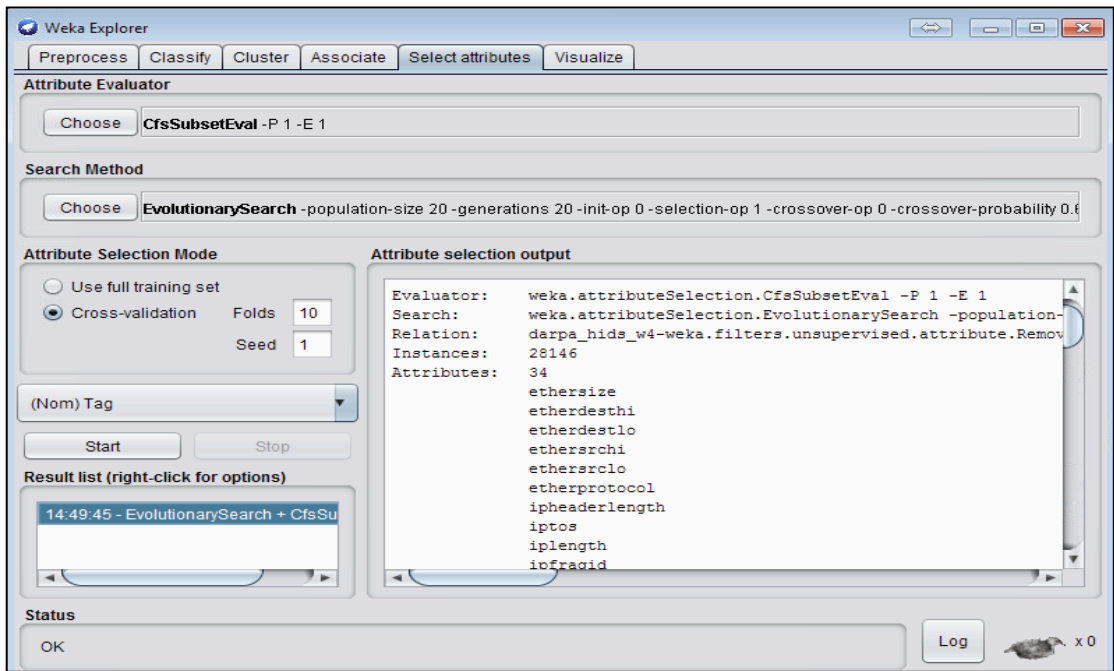 Weka Explorer
Preprocess Classify Cluster Associate Select attributes Visualize
Attribute Evaluator
Choose CfsSubsetEval -P 1 -E 1
Search Method
Choose EvolutionarySearch -population-size 20 -generations 20 -init-op 0 -selection-op 1 -crossover-op 0 -crossover-probability 0.6
Attribute Selection Mode
Use full training set
Cross-validation Folds 10
Seed 1
(Nom) Tag
Start Stop
Result list (right-click for options)
14:49:45 - EvolutionarySearch + CfsSu
Attribute selection output
Evaluator: weka.attributeSelection.CfsSubsetEval -P 1 -E 1
Search: weka.attributeSelection.EvolutionarySearch -population-
Relation: darpa_hids_w4-weka.filters.unsupervised.attribute.Remov
Instances: 28146
Attributes: 34
ethersize
etherdesthi
etherdestlo
ethersrchi
ethersrclo
etherprotocol
ipheaderlength
iptos
iplength
ipfragid
Status
OK
Log x 0